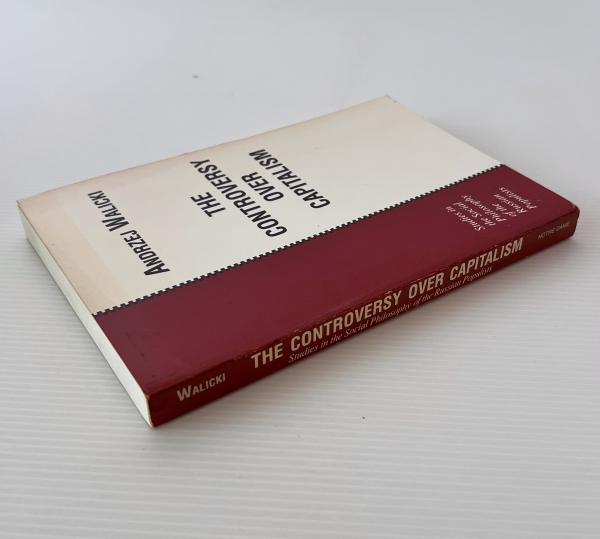 ANDRZEJ WALICKI
THE
CONTROVERSY
OVER
CAPITALISM
Studies in
the Social
Philosophy
of the
Russian
Populists
WALICKI
THE CONTROVERSY OVER CAPITALISM
Studies in the Social Philosophy of the Russian Populists
NOTRE DAME